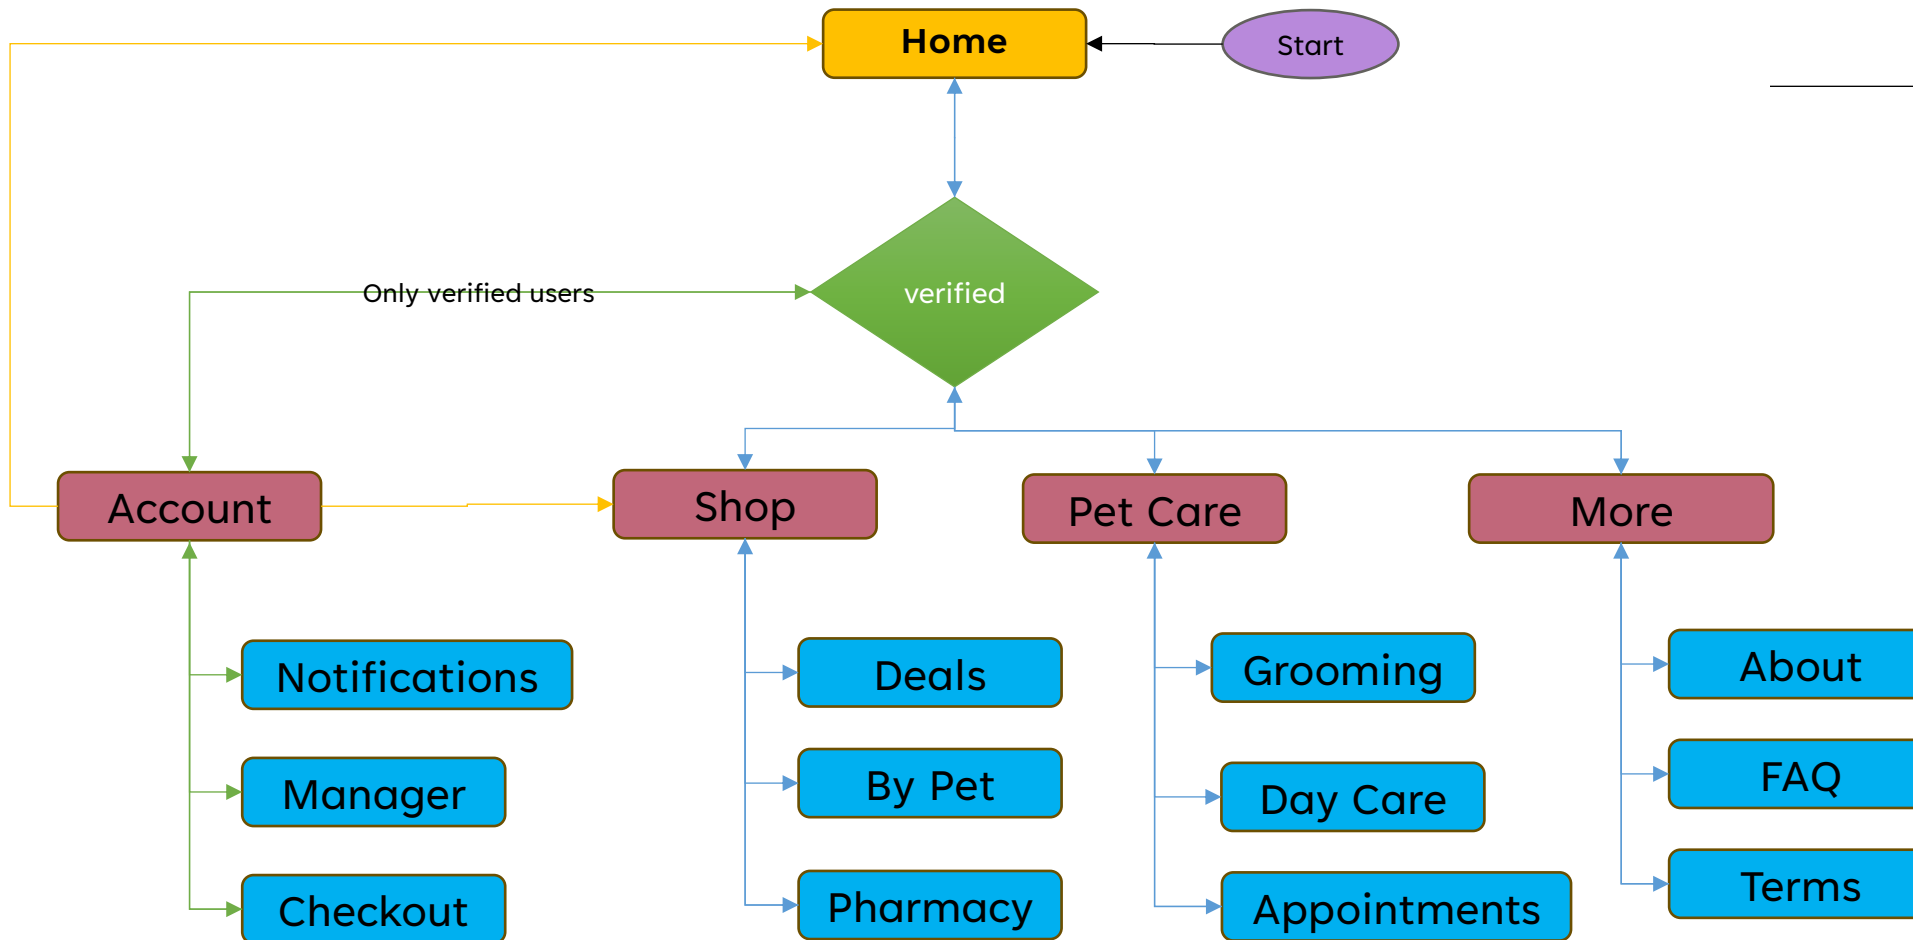 Home
Start
Only verified users
verified
Account
Shop
Pet Care
More
Notifications
Deals
Grooming
About
Manager
By Pet
Day Care
FAQ
Checkout
Pharmacy
Appointments
Terms